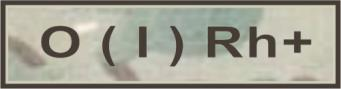 O ( I ) Rh+